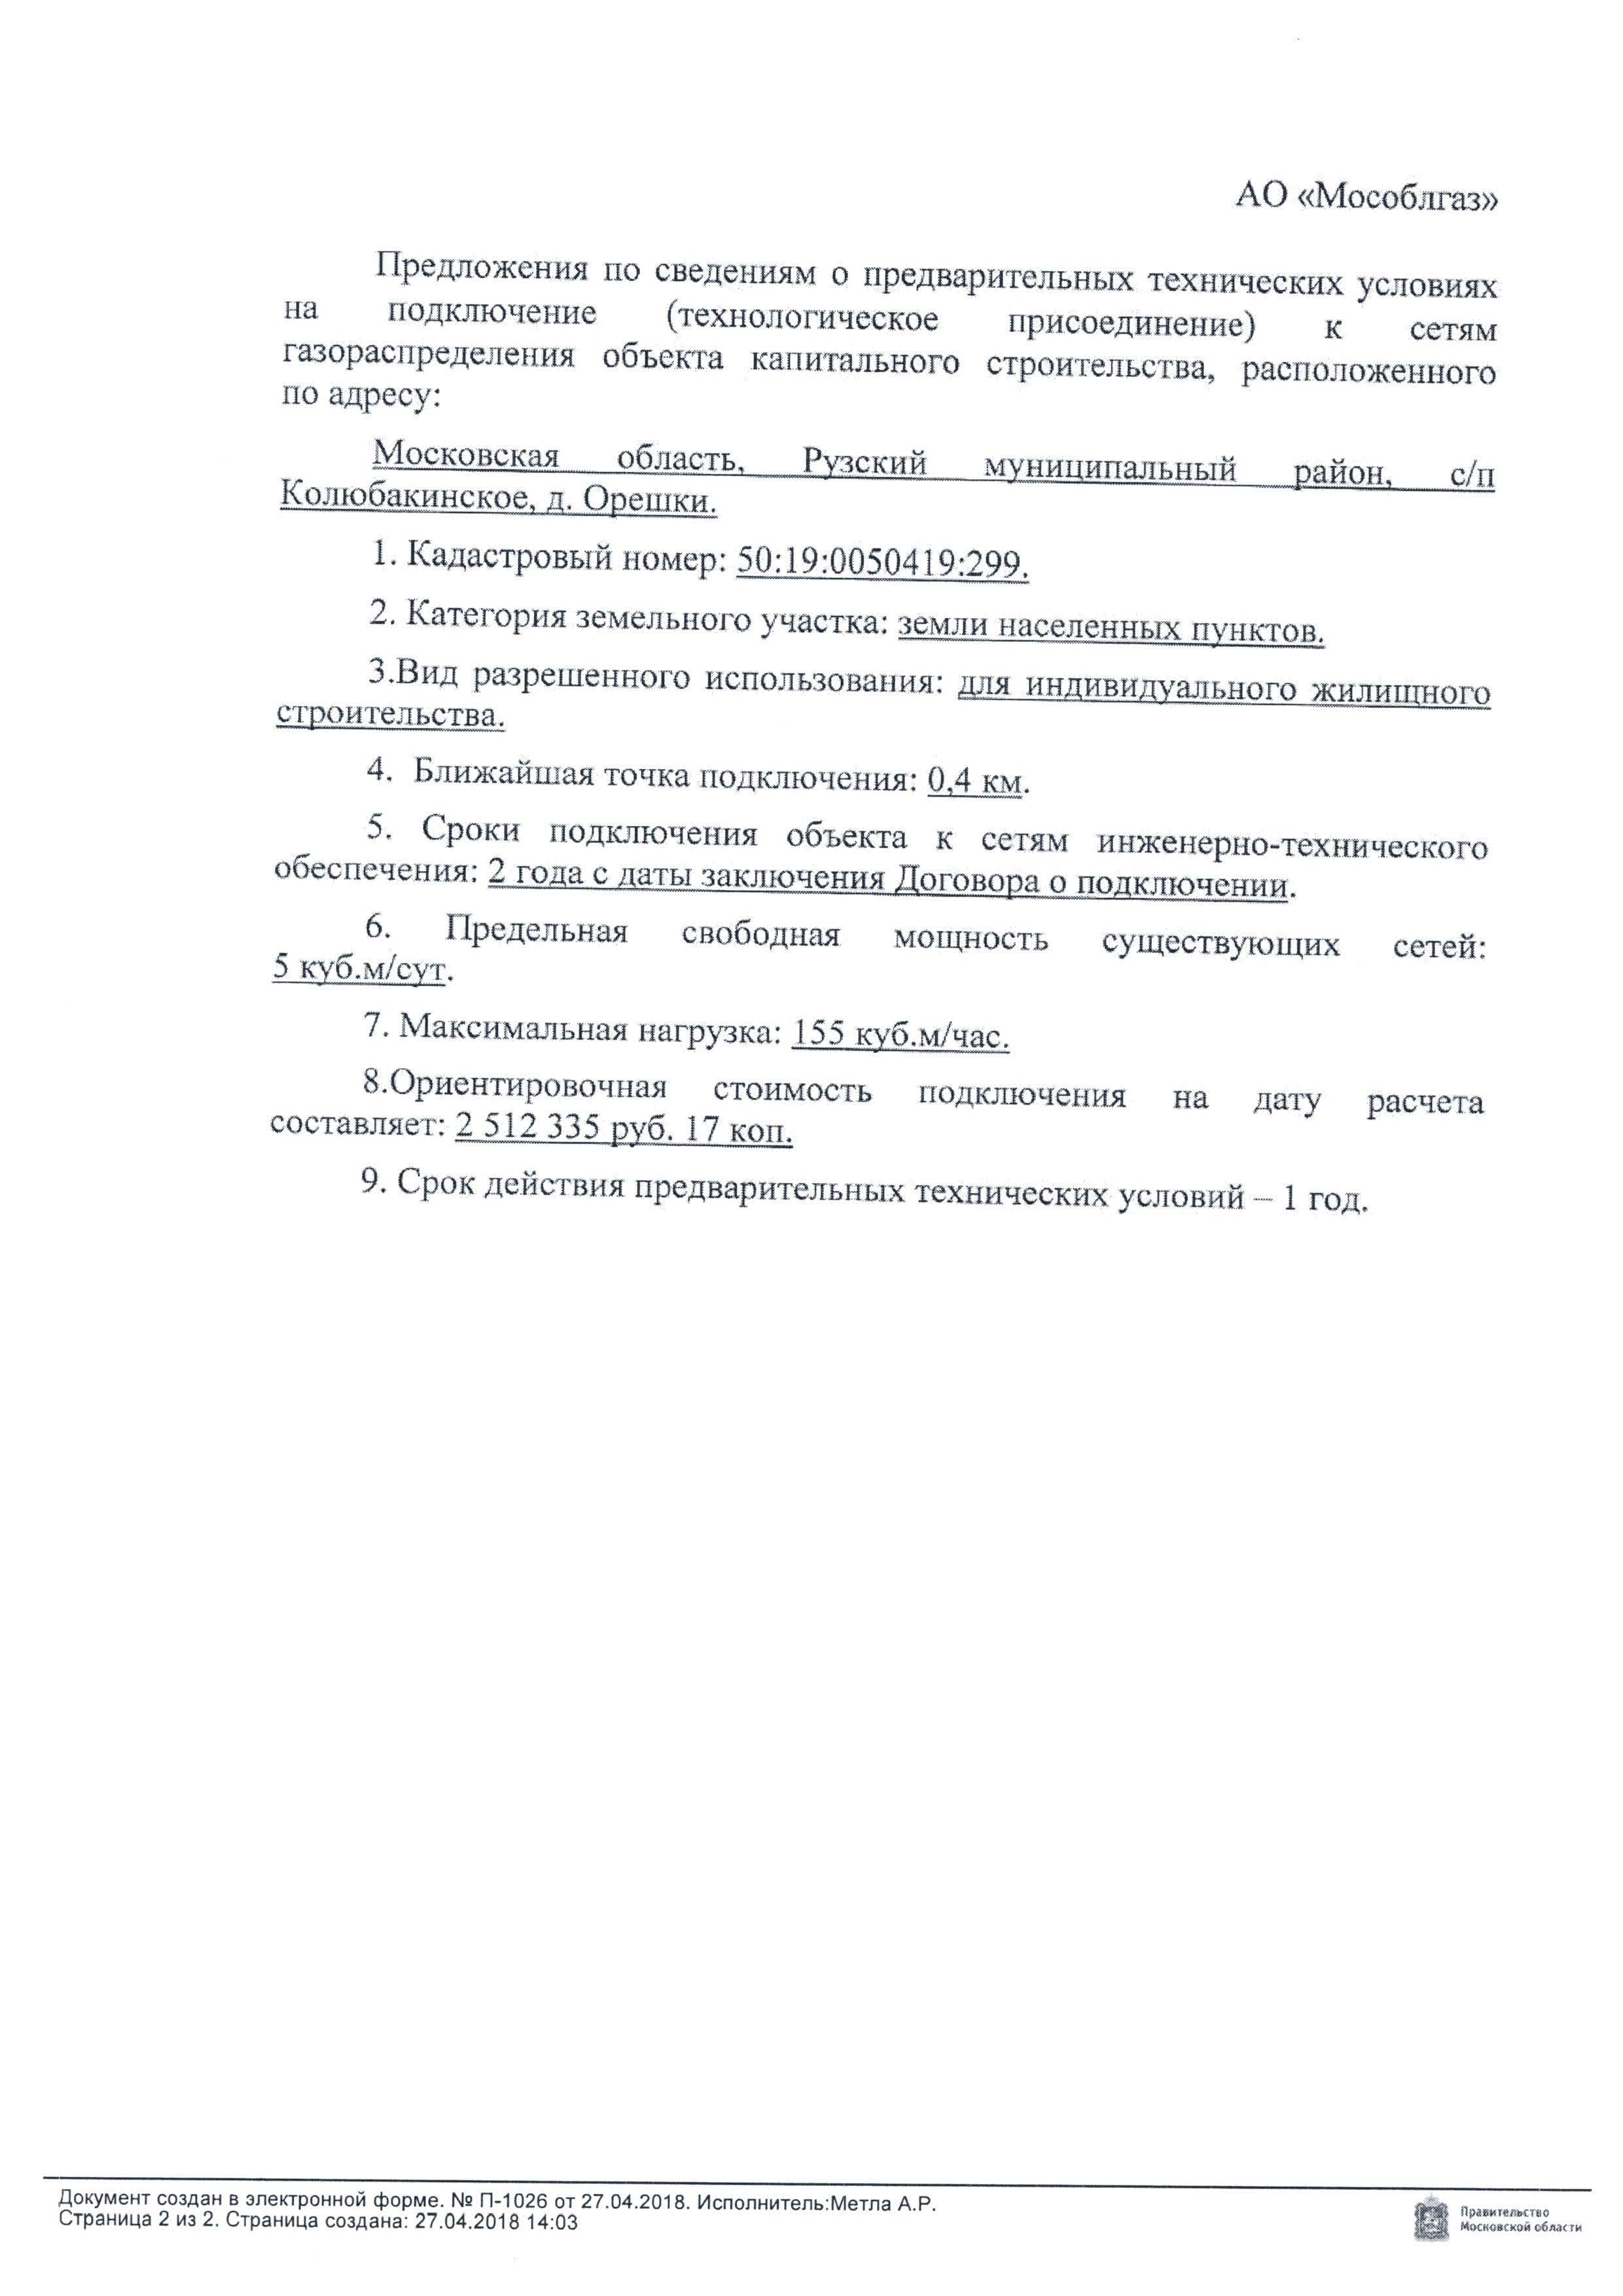 АО «Мособлгаз»
Предложения по сведениям о предварительных технических условиях
на подключение (технологическое присоединение) к сетям
газораспределения объекта капитального строительства, расположенного
по адресу:
Московская область, Рузский муниципальный район, с/п
Колюбакинское, д. Орешки.
1. Кадастровый номер: 50:19:0050419:299.
2. Категория земельного участка: земли населенных пунктов.
3.Вид разрешенного использования: для индивидуального жилищного
строительства.
4. Ближайшая точка подключения: 0,4 км.
5. Сроки подключения объекта к сетям инженерно-технического
обеспечения: 2 года с даты заключения Договора о подключении.
6. Предельная свободная мощность существующих сетей:
5 куб.м/сут.
7. Максимальная нагрузка: 155 куб.м/час.
8.Ориентировочная стоимость подключения на дату расчета
составляет: 2 512 335 руб. 17 коп.
9. Срок действия предварительных технических условий – 1 год.
Документ создан в электронной форме. № П-1026 от 27.04.2018. Исполнитель:Метла А.Р.
Страница 2 из 2. Страница создана: 27.04.2018 14:03
Правительство
Московской области